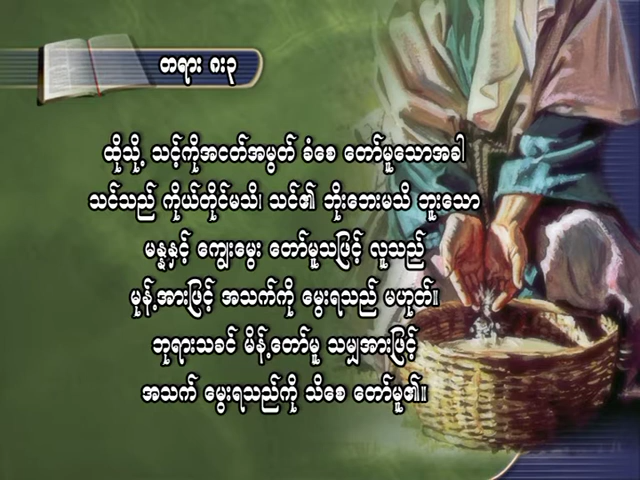 တရား ၈း၃
ထိုသို့ သင့်ကိုအငတ်အမွတ် ခံစေ တော်မူသောအခါ
သင်သည် ကိုယ်တိုင်မသိ၊ သင်၏ ဘိုးဘေးမသိ ဘူးသော
မန္နနှင့် ကျွေးမွေး တော်မူသဖြင့် လူသည်
မုန့်အားဖြင့် အသက်ကို မွေးရသည် မဟုတ်။
ဘုရားသခင် မိန့်တော်မူ သမျှအားဖြင့်
အသက် မွေးရသည်ကို သိစေ တော်မူ၏။